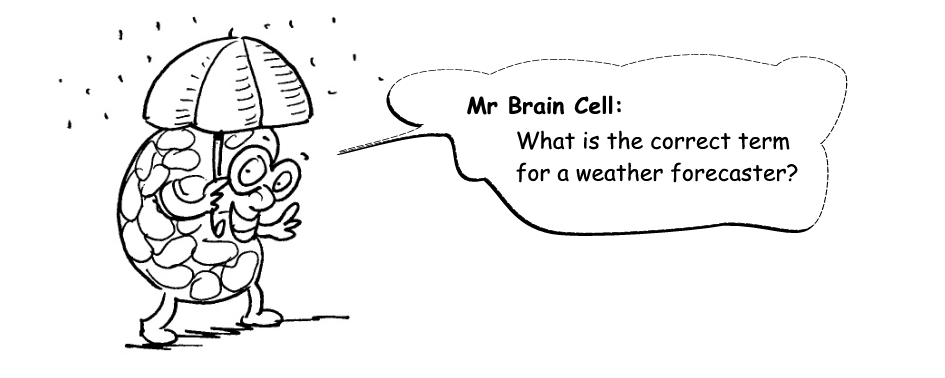 Mr Brain Cell:
What is the correct term
for a weather forecaster?